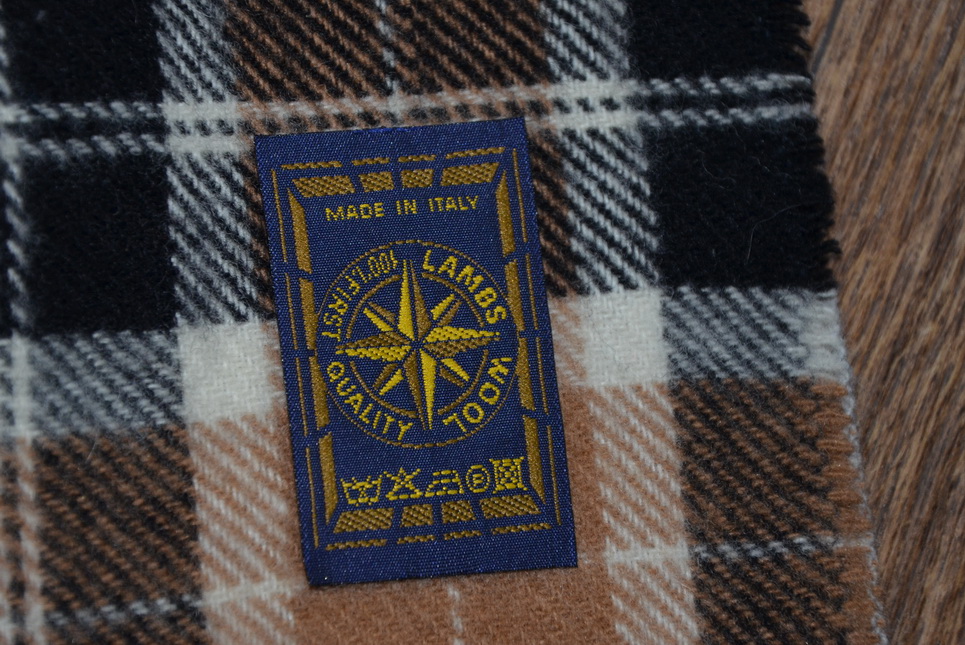 MADE IN ITALY
100% FIRST
LAMBS
QUALITY
WOOL
P